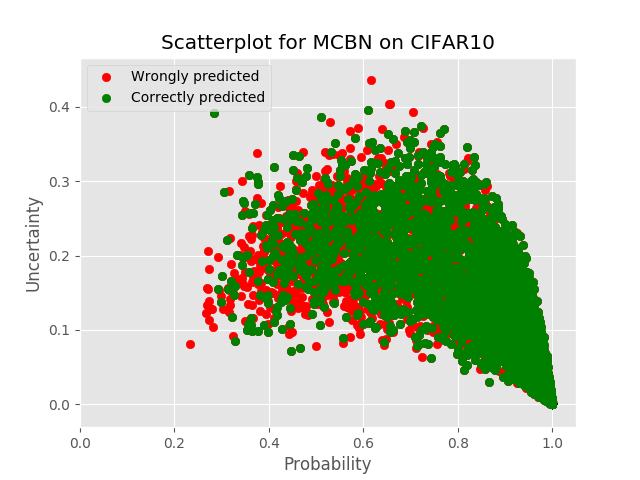 Scatterplot for MCBN on CIFAR10
Wrongly predicted
Correctly predicted
Uncertainty
0.4
0.3
0.2
0.1
0.0
0.0 0.2 0.4 0.6 0.8 1.0
Probability